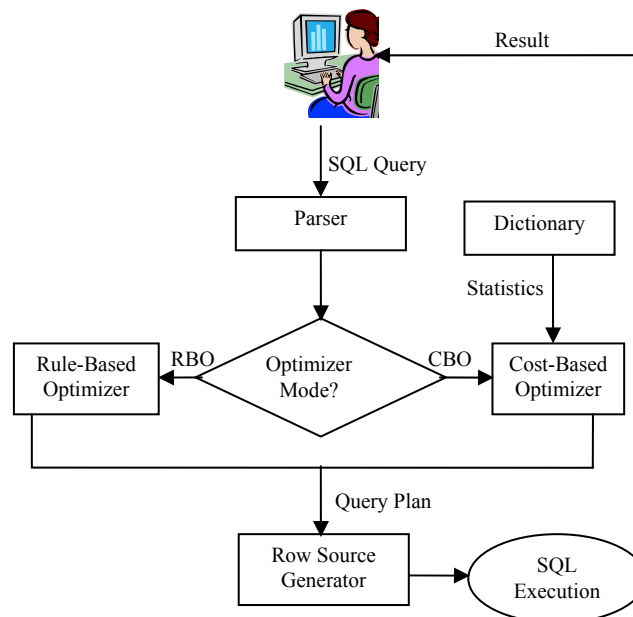 Result
SQL Query
Parser
Dictionary
Statistics
RBO
Optimizer
Mode?
CBO
Rule-Based
Optimizer
Cost-Based
Optimizer
Query Plan
Row Source
Generator
SQL
Execution